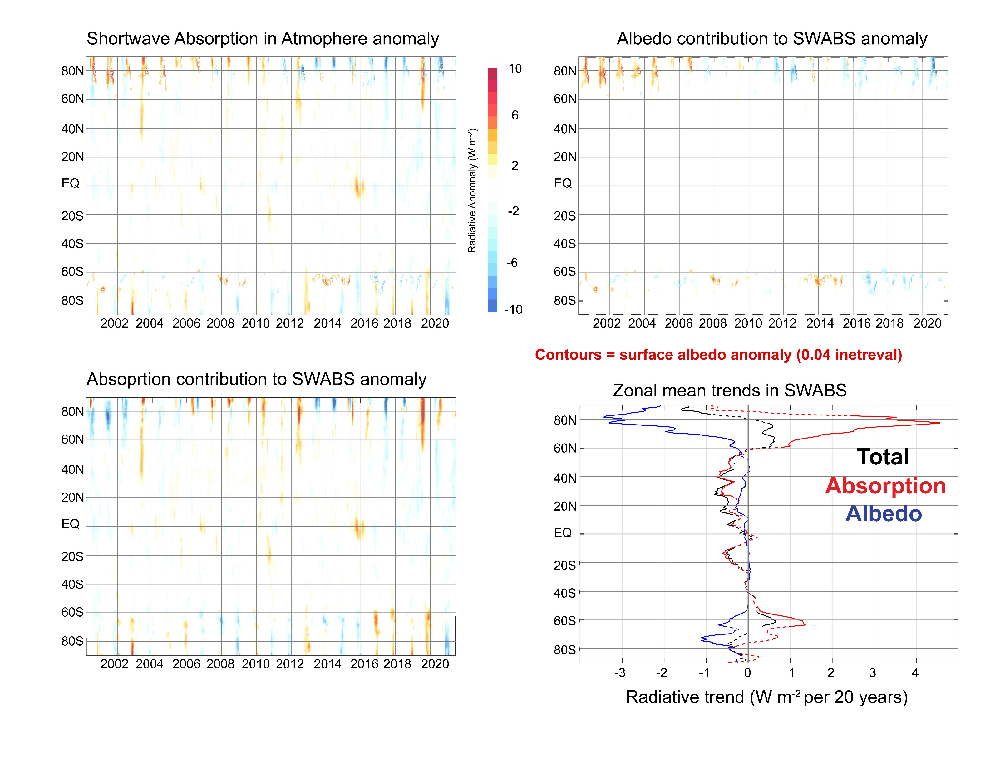 Shortwave Absorption in Atmophere anomaly
80N
60N
40N
20N
EQ
20S
40S
60S
80S
2002 2004 2006 2008 2010 2012 2014 2016 2018 2020
Radiative Anomnaly (W m-2)
10
6
2
-2
-6
-10
Albedo contribution to SWABS anomaly
80N
60N
40N
20N
EQ
20S
40S
60S
80S
2002 2004 2006 2008 2010 2012 2014 2016 2018 2020
Contours = surface albedo anomaly (0.04 inetreval)
Absoprtion contribution to SWABS anomaly
80N
60N
40N
20N
EQ
20S
40S
60S
80S
2002 2004 2006 2008 2010 2012 2014 2016 2018 2020
Zonal mean trends in SWABS
80N
60N
40N
20N
EQ
20S
40S
60S
80S
Total
Absorption
Albedo
-3 -2 -1 0 1 2 3 4
Radiative trend (W m-2 per 20 years)